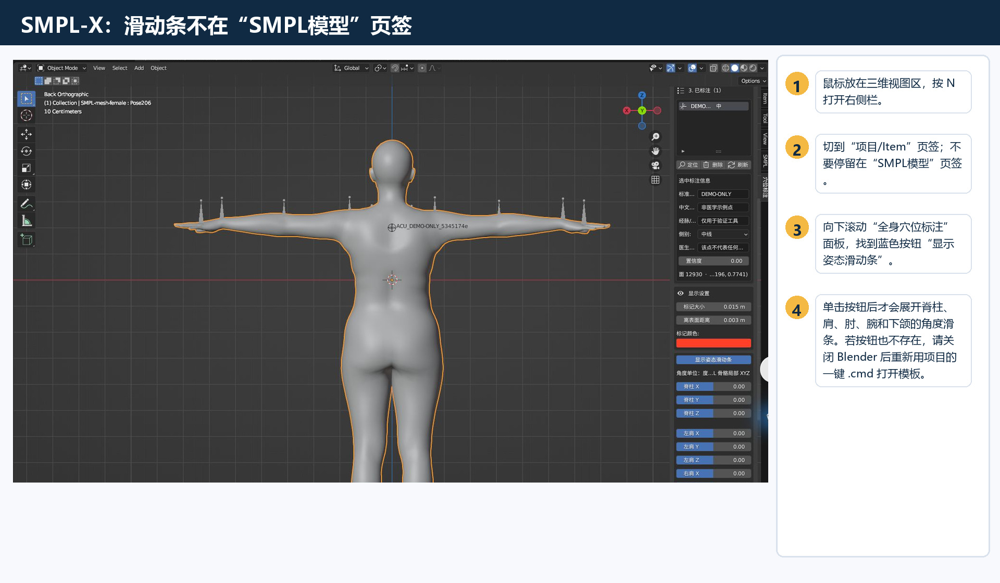 SMPL-X：滑动条不在“SMPL模型”页签
Object Mode View Select Add Object
Global
Options
Back Orthographic
(1) Collection | SMPL-mesh-female : Pose206
10 Centimeters
Z
X
Y
ACU_DEMO-ONLY_5345174e
3. 已标注（1）
DEMO... 中
定位 删除 刷新
选中标注信息
标准... DEMO-ONLY
中文... 非医学示例点
经脉/... 仅用于验证工具
侧别: 中线
医生... 该点不代表任何...
置信度 0.00
面 12930 · ...196, 0.7741)
显示设置
标记大小 0.015 m
离表面距离 0.003 m
标记颜色:
显示姿态滑动条
角度单位：度...L 骨骼局部 XYZ
脊柱 X 0.00
脊柱 Y 0.00
脊柱 Z 0.00
左肩 X 0.00
左肩 Y 0.00
左肩 Z 0.00
右肩 X 0.00
Item
Tool
View
SMPL
穴位标注
1
鼠标放在三维视图区，按 N
打开右侧栏。
2
切到“项目/Item”页签；不
要停留在“SMPL模型”页签
。
3
向下滚动“全身穴位标注”
面板，找到蓝色按钮“显示
姿态滑动条”。
4
单击按钮后才会展开脊柱、
肩、肘、腕和下颌的角度滑
条。若按钮也不存在，请关
闭 Blender 后重新用项目的
一键 .cmd 打开模板。